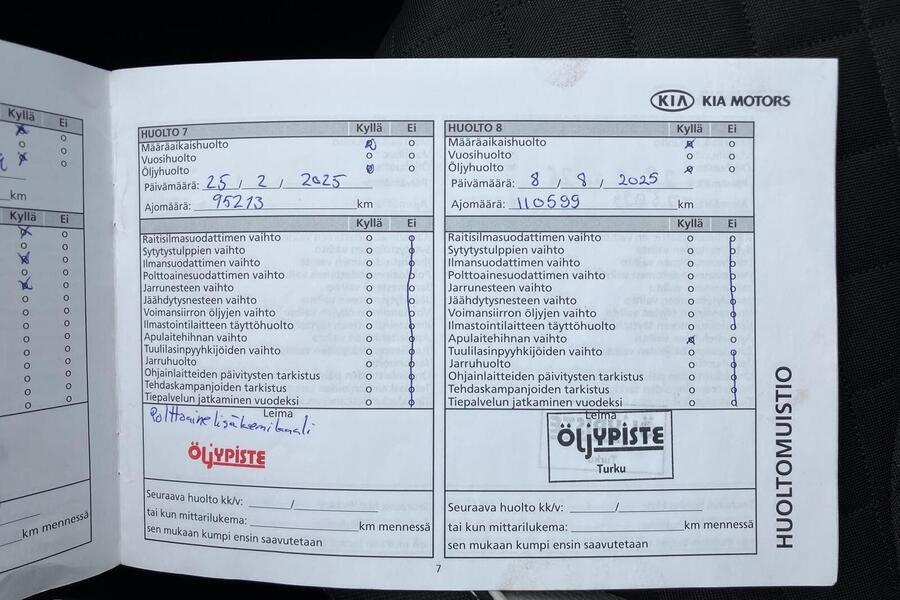 Kyllä Ei
km
Kyllä Ei
km mennessä
KIA KIA MOTORS
HUOLTO 7 Kyllä Ei
Määräaikaishuolto
Vuosihuolto
Öljyhuolto
Päivämäärä: 25 / 2 / 2025
Ajomäärä: 95213 km
Kyllä Ei
Raitisilmasuodattimen vaihto
Sytytystulppien vaihto
Ilmansuodattimen vaihto
Polttoainesuodattimen vaihto
Jarrunesteen vaihto
Jäähdytysnesteen vaihto
Voimansiirron öljyjen vaihto
Ilmastointilaitteen täyttöhuolto
Apulaitehihnan vaihto
Tuulilasinpyyhkijöiden vaihto
Jarruhuolto
Ohjainlaitteiden päivitysten tarkistus
Tehdaskampanjoiden tarkistus
Tiepalvelun jatkaminen vuodeksi
Leima
Polttoaine lisäkemikaali
ÖLJYPISTE
Seuraava huolto kk/v: /
tai kun mittarilukema: km mennessä
sen mukaan kumpi ensin saavutetaan
HUOLTO 8 Kyllä Ei
Määräaikaishuolto
Vuosihuolto
Öljyhuolto
Päivämäärä: 8 / 8 / 2025
Ajomäärä: 110599 km
Kyllä Ei
Raitisilmasuodattimen vaihto
Sytytystulppien vaihto
Ilmansuodattimen vaihto
Polttoainesuodattimen vaihto
Jarrunesteen vaihto
Jäähdytysnesteen vaihto
Voimansiirron öljyjen vaihto
Ilmastointilaitteen täyttöhuolto
Apulaitehihnan vaihto
Tuulilasinpyyhkijöiden vaihto
Jarruhuolto
Ohjainlaitteiden päivitysten tarkistus
Tehdaskampanjoiden tarkistus
Tiepalvelun jatkaminen vuodeksi
Leima
ÖLJYPISTE
Turku
Seuraava huolto kk/v: /
tai kun mittarilukema: km mennessä
sen mukaan kumpi ensin saavutetaan
HUOLTOMUISTIO
7